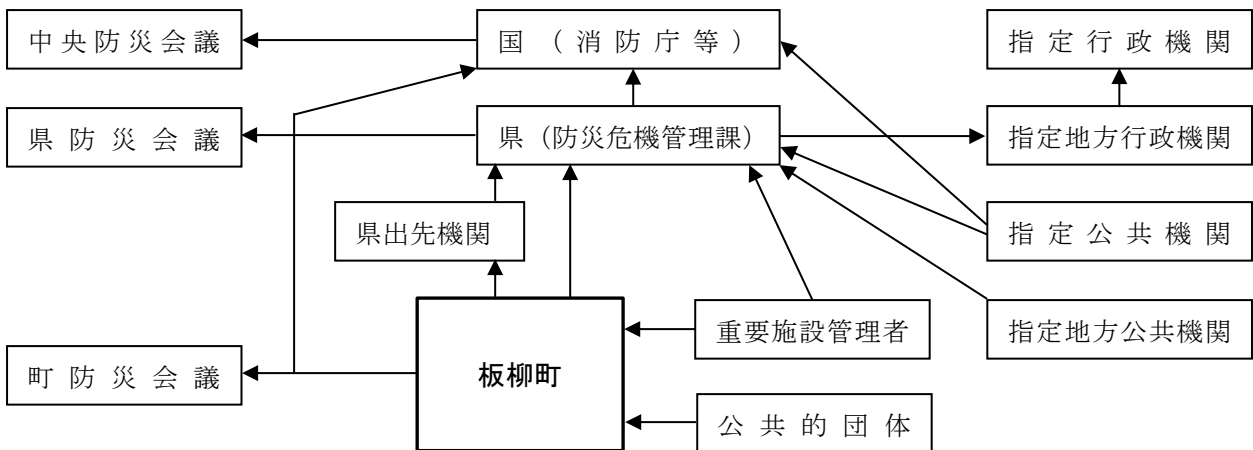 中央防災会議
国（消防庁等）
指定行政機関
県防災会議
県（防災危機管理課）
指定地方行政機関
県出先機関
指定公共機関
重要施設管理者
指定地方公共機関
町防災会議
板柳町
公共的団体